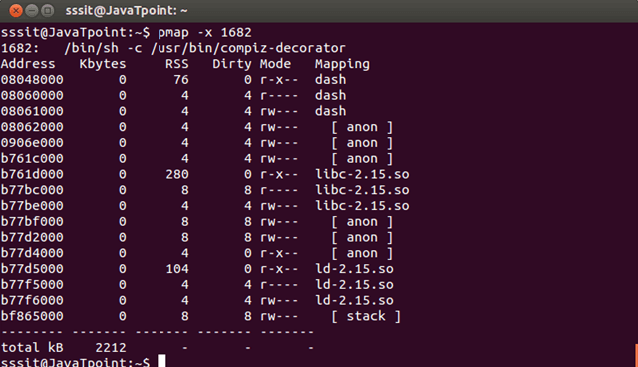 sssit@JavaTpoint: ~
sssit@JavaTpoint:~$ pmap -x 1682
1682:   /bin/sh -c /usr/bin/compiz-decorator
Address   Kbytes     RSS   Dirty Mode   Mapping
08048000       0      76       0 r-x--  dash
08060000       0       4       4 r----  dash
08061000       0       4       4 rw---  dash
08062000       0       4       4 rw---    [ anon ]
0906e000       0       4       4 rw---    [ anon ]
b761c000       0       4       4 rw---    [ anon ]
b761d000       0     280       0 r-x--  libc-2.15.so
b77bc000       0       8       8 r----  libc-2.15.so
b77be000       0       4       4 rw---  libc-2.15.so
b77bf000       0       8       8 rw---    [ anon ]
b77d2000       0       8       8 rw---    [ anon ]
b77d4000       0       4       0 r-x--    [ anon ]
b77d5000       0     104       0 r-x--  ld-2.15.so
b77f5000       0       4       4 r----  ld-2.15.so
b77f6000       0       4       4 rw---  ld-2.15.so
bf865000       0       8       8 rw---    [ stack ]
-------- ------- ------- ------- -------
total kB    2212       -       -       -
sssit@JavaTpoint:~$